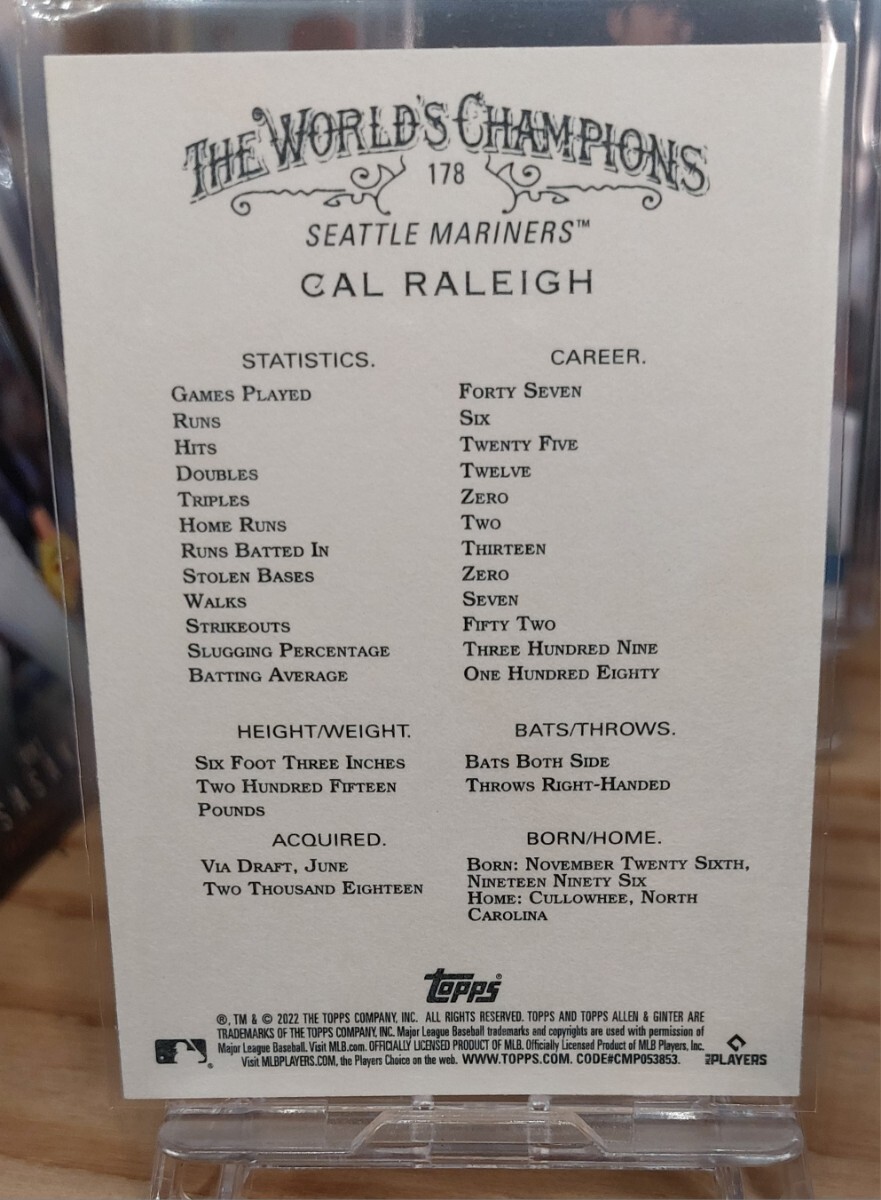 THE WORLD'S CHAMPIONS
178
SEATTLE MARINERS™
CAL RALEIGH
STATISTICS. CAREER.
GAMES PLAYED FORTY SEVEN
RUNS SIX
HITS TWENTY FIVE
DOUBLES TWELVE
TRIPLES ZERO
HOME RUNS TWO
RUNS BATTED IN THIRTEEN
STOLEN BASES ZERO
WALKS SEVEN
STRIKEOUTS FIFTY TWO
SLUGGING PERCENTAGE THREE HUNDRED NINE
BATTING AVERAGE ONE HUNDRED EIGHTY
HEIGHT/WEIGHT.
SIX FOOT THREE INCHES
TWO HUNDRED FIFTEEN
POUNDS
BATS/THROWS.
BATS BOTH SIDE
THROWS RIGHT-HANDED
ACQUIRED.
VIA DRAFT, JUNE
TWO THOUSAND EIGHTEEN
BORN/HOME.
BORN: NOVEMBER TWENTY SIXTH,
NINETEEN NINETY SIX
HOME: CULLOWHEE, NORTH
CAROLINA
TOPPS®
®, TM & © 2022 THE TOPPS COMPANY, INC. ALL RIGHTS RESERVED. TOPPS AND TOPPS ALLEN & GINTER ARE
TRADEMARKS OF THE TOPPS COMPANY, INC. Major League Baseball trademarks and copyrights are used with permission of
Major League Baseball. Visit MLB.com. OFFICIALLY LICENSED PRODUCT OF MLB. Officially Licensed Product of MLB Players, Inc.
Visit MLBPLAYERS.COM, the Players Choice on the web. WWW.TOPPS.COM. CODE#CMP053853.
MLBPLAYERS